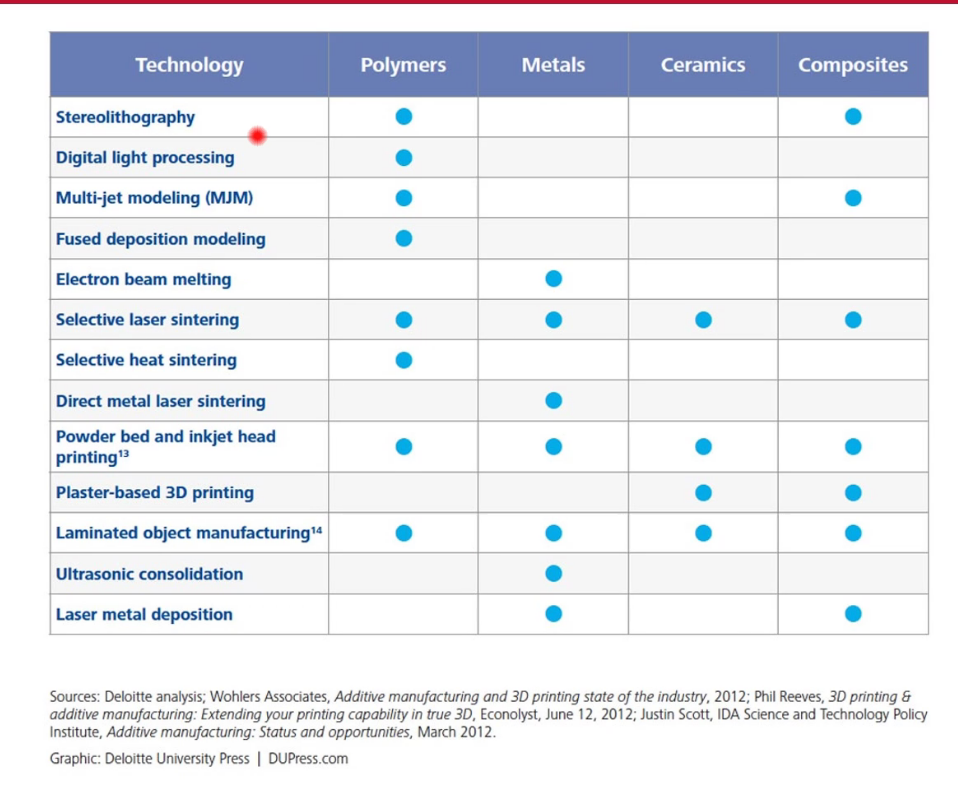 Technology Polymers Metals Ceramics Composites
Stereolithography
Digital light processing
Multi-jet modeling (MJM)
Fused deposition modeling
Electron beam melting
Selective laser sintering
Selective heat sintering
Direct metal laser sintering
Powder bed and inkjet head
printing¹³
Plaster-based 3D printing
Laminated object manufacturing¹⁴
Ultrasonic consolidation
Laser metal deposition
Sources: Deloitte analysis; Wohlers Associates, Additive manufacturing and 3D printing state of the industry, 2012; Phil Reeves, 3D printing &
additive manufacturing: Extending your printing capability in true 3D, Econolyst, June 12, 2012; Justin Scott, IDA Science and Technology Policy
Institute, Additive manufacturing: Status and opportunities, March 2012.
Graphic: Deloitte University Press | DUPress.com